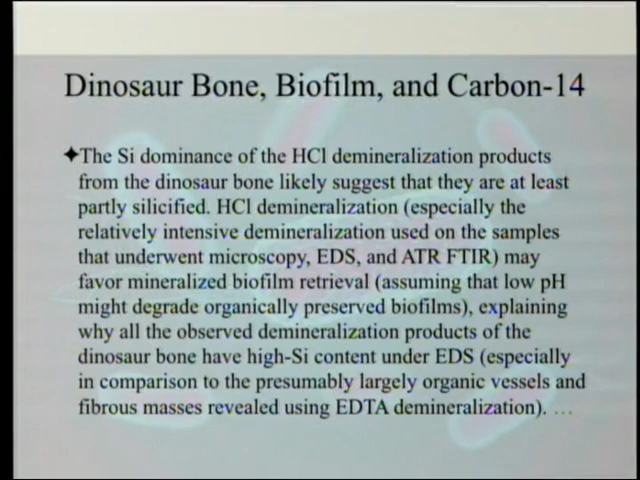 Dinosaur Bone, Biofilm, and Carbon-14
✦The Si dominance of the HCl demineralization products
from the dinosaur bone likely suggest that they are at least
partly silicified. HCl demineralization (especially the
relatively intensive demineralization used on the samples
that underwent microscopy, EDS, and ATR FTIR) may
favor mineralized biofilm retrieval (assuming that low pH
might degrade organically preserved biofilms), explaining
why all the observed demineralization products of the
dinosaur bone have high-Si content under EDS (especially
in comparison to the presumably largely organic vessels and
fibrous masses revealed using EDTA demineralization). …